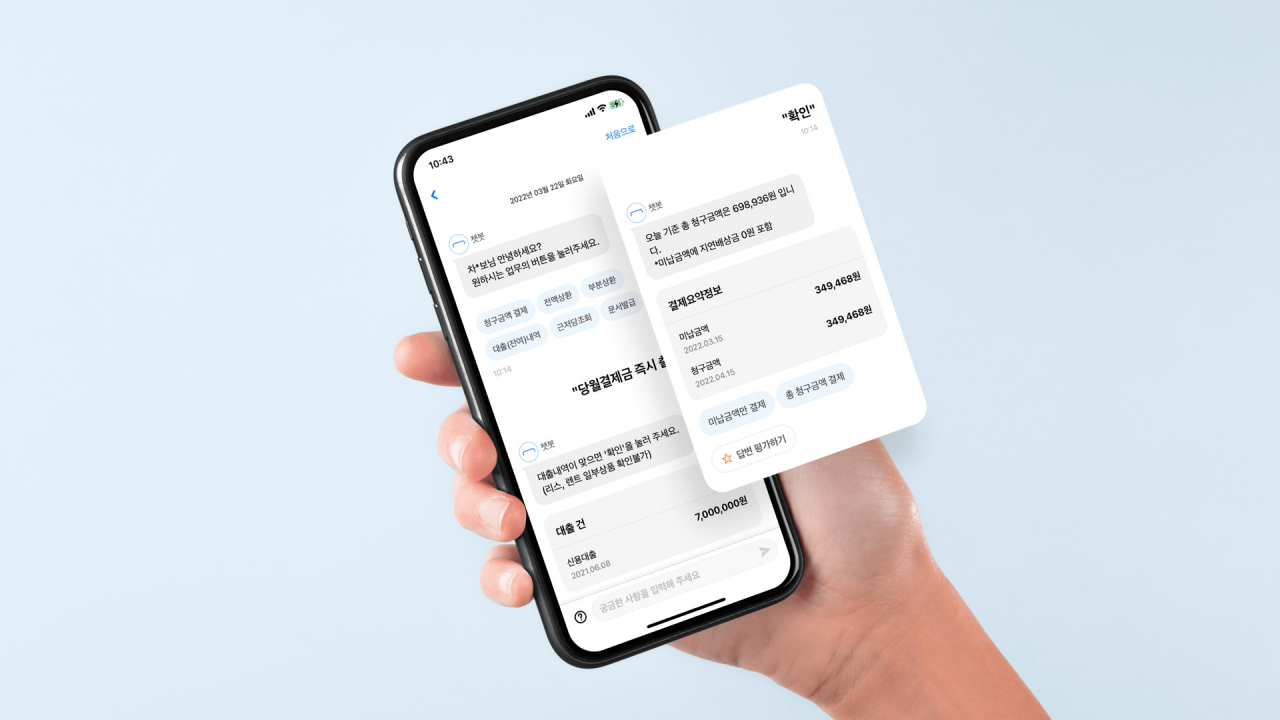 10:43
처음으로
2022년 03월 22일 화요일
챗봇
차*보님 안녕하세요?
원하시는 업무의 버튼을 눌러주세요.
청구금액 결제
전액상환
부분상환
대출(잔여)내역
근저당조회
문서발급
10:14
"당월결제금 즉시
챗봇
대출내역이 맞으면 '확인'을 눌러 주세요.
(리스, 렌트 일부상품 확인불가)
대출 건
7,000,000원
신용대출
2021.06.08
궁금한 사항을 입력해 주세요
"확인"
10:14
챗봇
오늘 기준 총 청구금액은 698,936원 입니
다.
*미납금액에 지연배상금 0원 포함
결제요약정보
미납금액
349,468원
2022.03.15
청구금액
349,468원
2022.04.15
미납금액만 결제
총 청구금액 결제
답변 평가하기